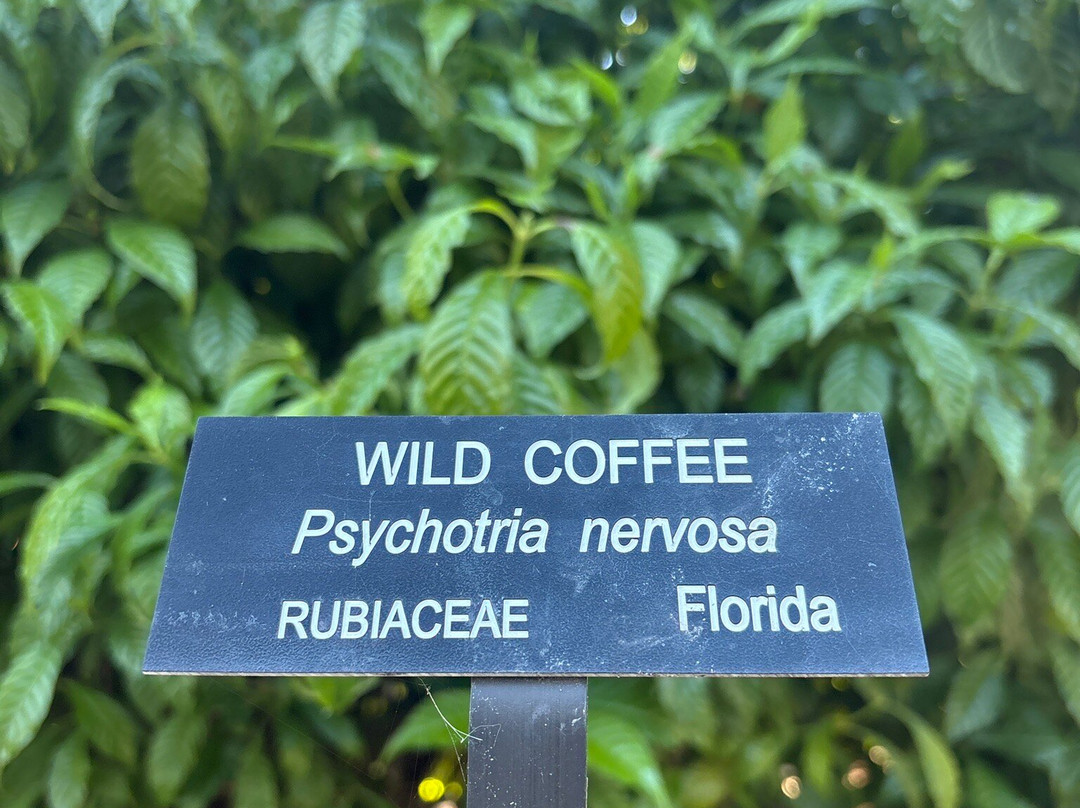 WILD COFFEE
Psychotria nervosa
RUBIACEAE Florida